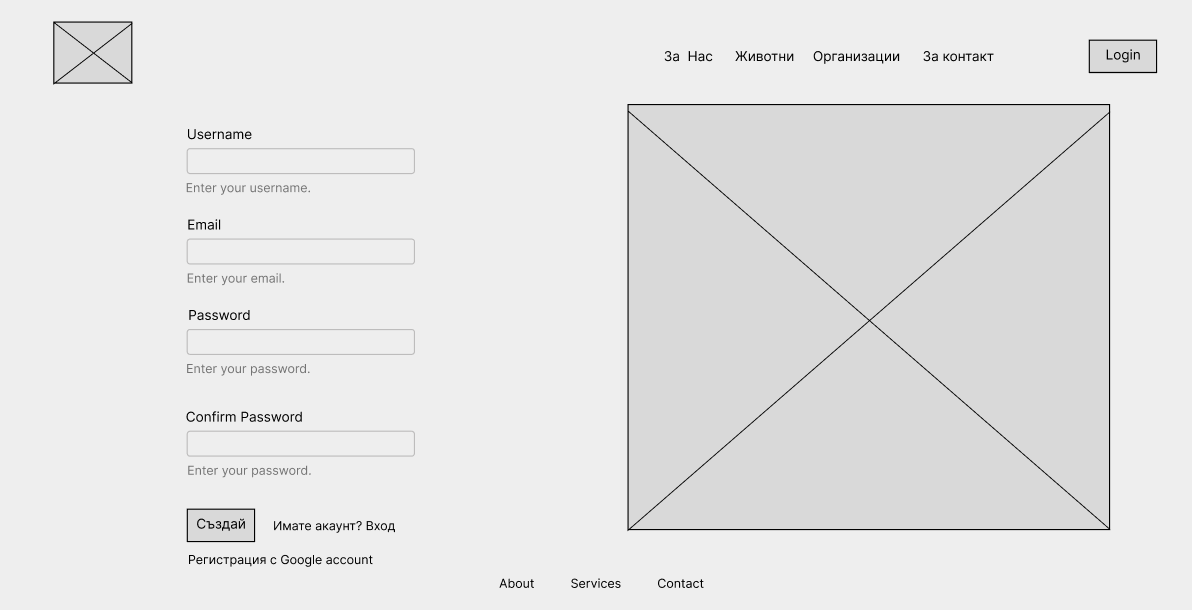 За Нас Животни Организации За контакт Login
Username
Enter your username.
Email
Enter your email.
Password
Enter your password.
Confirm Password
Enter your password.
Създай Имате акаунт? Вход
Регистрация с Google account
About Services Contact